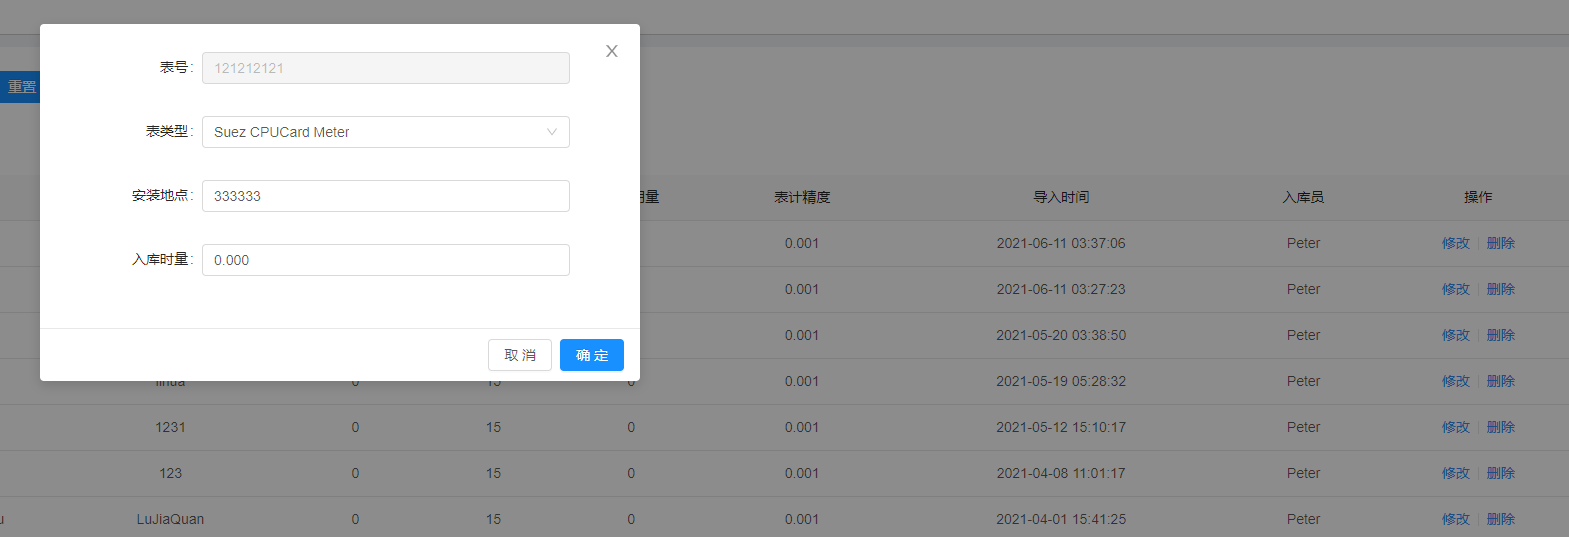 表号:
121212121
重置
表类型:
Suez CPUCard Meter
安装地点:
333333
用量 表计精度 导入时间 入库员 操作
0.001 2021-06-11 03:37:06 Peter 修改 删除
入库时量:
0.000
0.001 2021-06-11 03:27:23 Peter 修改 删除
0.001 2021-05-20 03:38:50 Peter 修改 删除
取 消 确 定
0 15 0 0.001 2021-05-19 05:28:32 Peter 修改 删除
1231 0 15 0 0.001 2021-05-12 15:10:17 Peter 修改 删除
123 0 15 0 0.001 2021-04-08 11:01:17 Peter 修改 删除
u LuJiaQuan 0 15 0 0.001 2021-04-01 15:41:25 Peter 修改 删除